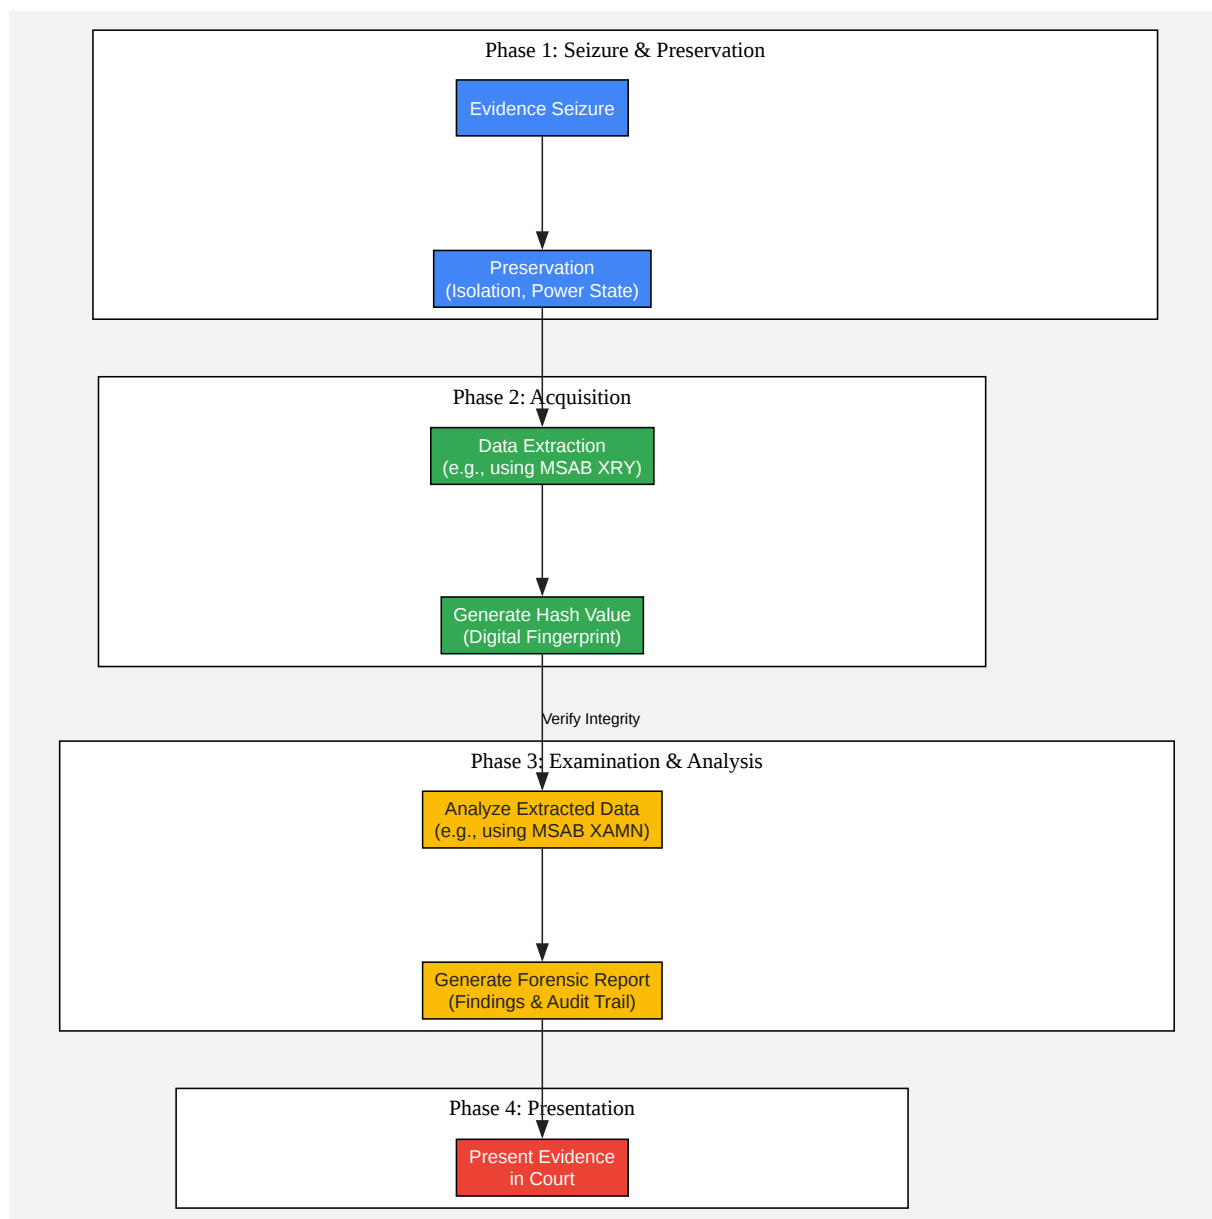 Phase 1: Seizure & Preservation
Evidence Seizure
Preservation
(Isolation, Power State)
Phase 2: Acquisition
Data Extraction
(e.g., using MSAB XRY)
Generate Hash Value
(Digital Fingerprint)
Verify Integrity
Phase 3: Examination & Analysis
Analyze Extracted Data
(e.g., using MSAB XAMN)
Generate Forensic Report
(Findings & Audit Trail)
Phase 4: Presentation
Present Evidence
in Court